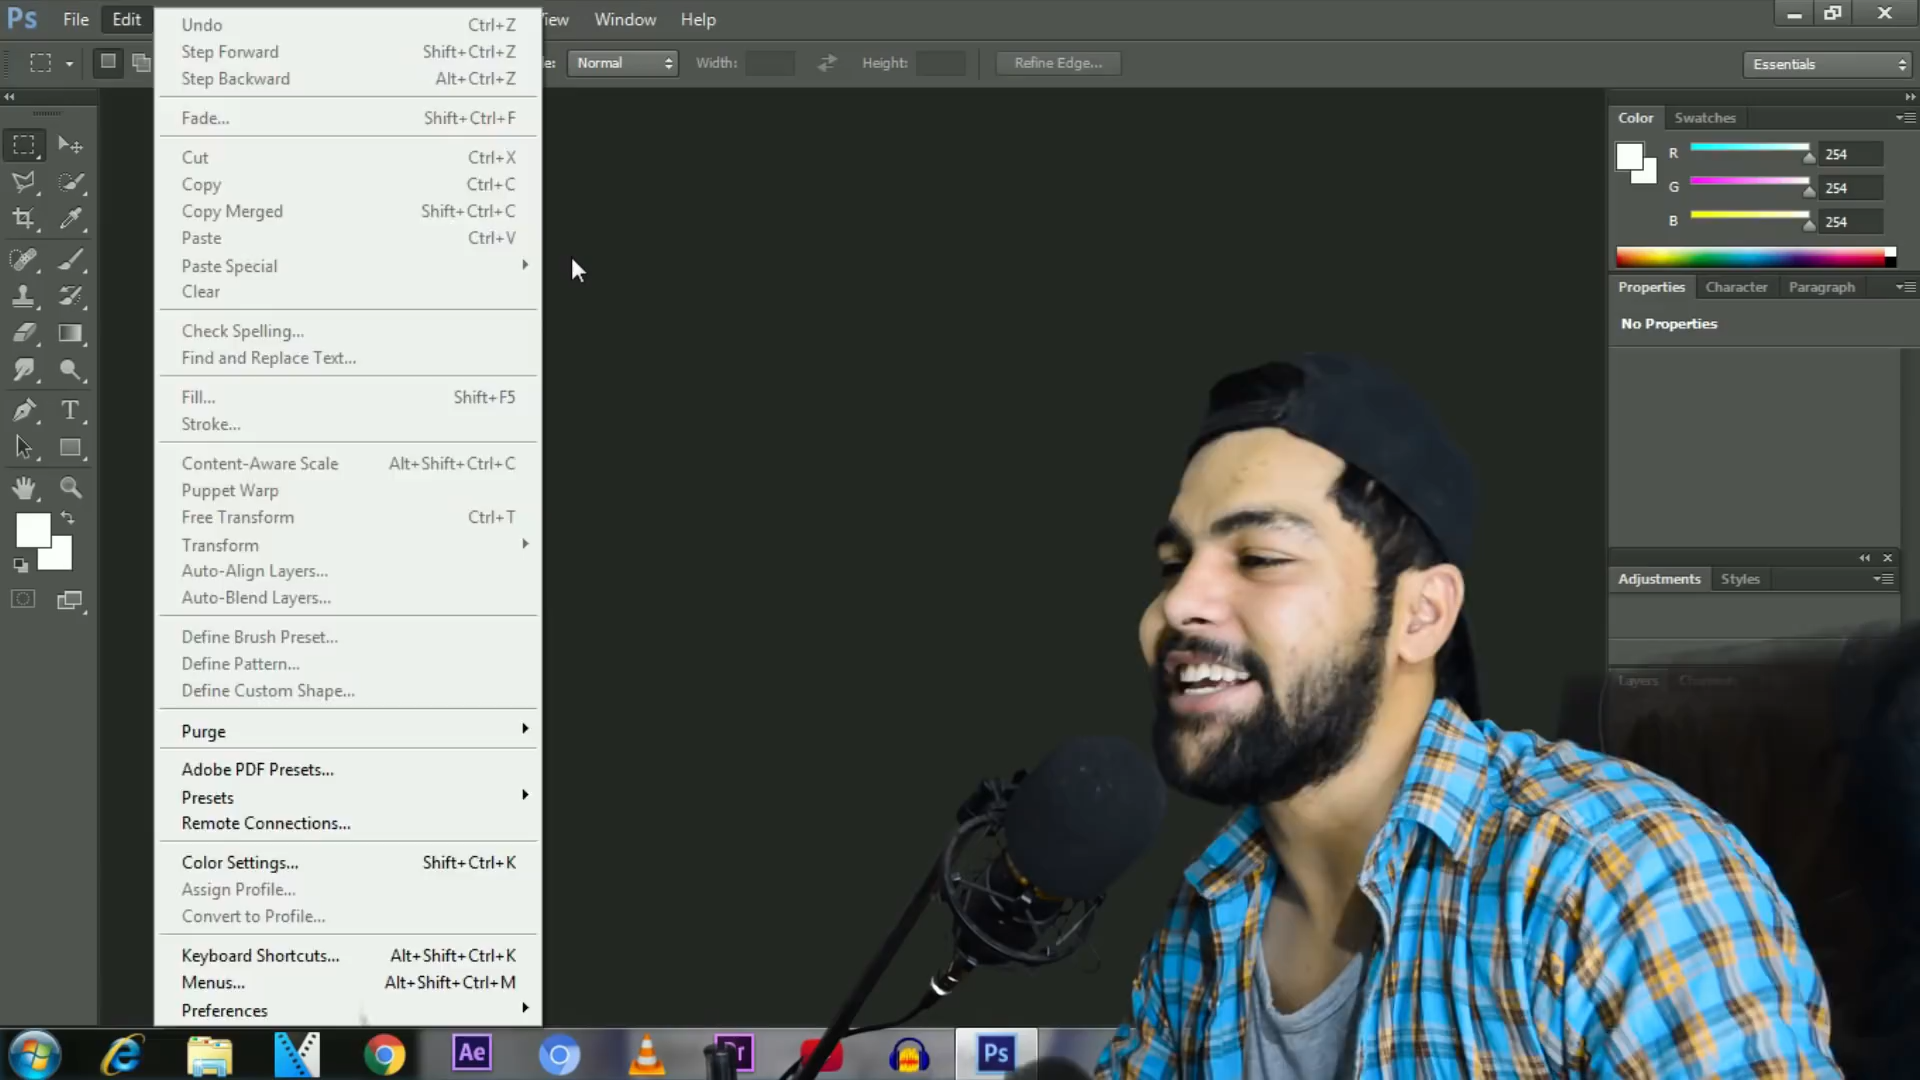 Ps File Edit View Window Help
Normal Width: Height: Refine Edge... Essentials
Undo Ctrl+Z
Step Forward Shift+Ctrl+Z
Step Backward Alt+Ctrl+Z
Fade... Shift+Ctrl+F
Cut Ctrl+X
Copy Ctrl+C
Copy Merged Shift+Ctrl+C
Paste Ctrl+V
Paste Special
Clear
Check Spelling...
Find and Replace Text...
Fill... Shift+F5
Stroke...
Content-Aware Scale Alt+Shift+Ctrl+C
Puppet Warp
Free Transform Ctrl+T
Transform
Auto-Align Layers...
Auto-Blend Layers...
Define Brush Preset...
Define Pattern...
Define Custom Shape...
Purge
Adobe PDF Presets...
Presets
Remote Connections...
Color Settings... Shift+Ctrl+K
Assign Profile...
Convert to Profile...
Keyboard Shortcuts... Alt+Shift+Ctrl+K
Menus... Alt+Shift+Ctrl+M
Preferences
Color Swatches
R 254
G 254
B 254
Properties Character Paragraph
No Properties
Adjustments Styles
Layers
T
Ae
Ps